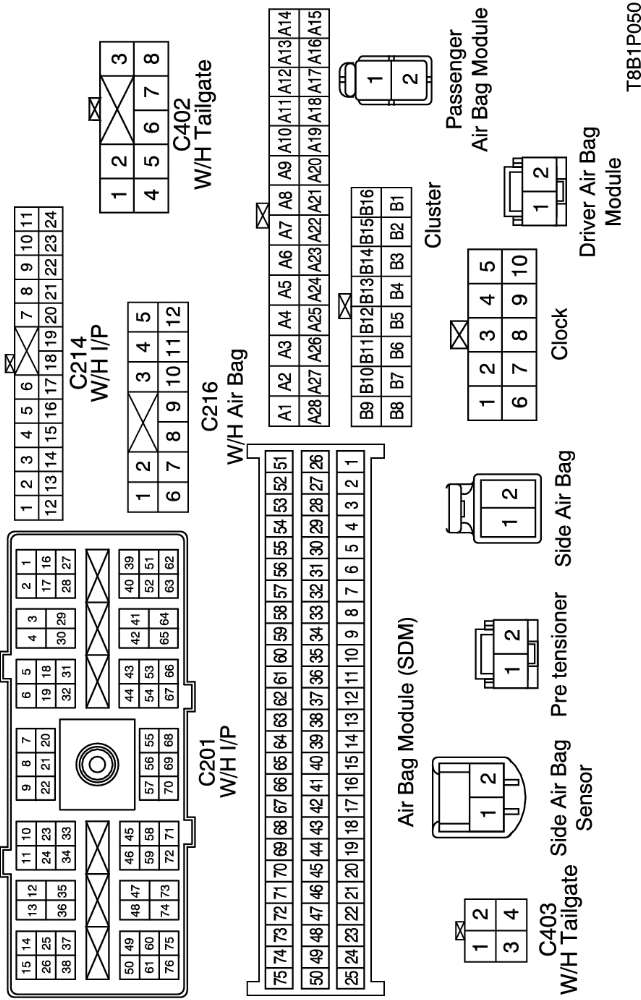 15 14 13 12 11 10 9 8 7 6 5 4 3 2 1
26 25 36 35 24 23 22 21 20 19 18 30 29 17 16
38 37 34 33 32 31 28 27
50 49 48 47 46 45 57 56 55 44 43 42 41 40 39
61 60 74 73 59 58 70 69 68 54 53 65 64 52 51
76 75 72 71 67 66 63 62
C201
W/H I/P
1 2 3 4 5 6 7 8 9 10 11
12 13 14 15 16 17 18 19 20 21 22 23 24
C214
W/H I/P
1 2 3
4 5 6 7 8
C402
W/H Tailgate
1 2 3 4 5
6 7 8 9 10 11 12
C216
W/H Air Bag
75 74 73 72 71 70 69 68 67 66 65 64 63 62 61 60 59 58 57 56 55 54 53 52 51
50 49 48 47 46 45 44 43 42 41 40 39 38 37 36 35 34 33 32 31 30 29 28 27 26
25 24 23 22 21 20 19 18 17 16 15 14 13 12 11 10 9 8 7 6 5 4 3 2 1
Air Bag Module (SDM)
A1 A2 A3 A4 A5 A6 A7 A8 A9 A10 A11 A12 A13 A14
A28 A27 A26 A25 A24 A23 A22 A21 A20 A19 A18 A17 A16 A15
B9 B10 B11 B12 B13 B14 B15 B16
B8 B7 B6 B5 B4 B3 B2 B1
Cluster
1
2
Passenger
Air Bag Module
1 2
3 4
C403
W/H Tailgate
1 2
Side Air Bag
Sensor
1 2
Pre tensioner
1 2
Side Air Bag
1 2 3 4 5
6 7 8 9 10
Clock
1 2
Driver Air Bag
Module
T8B1P050